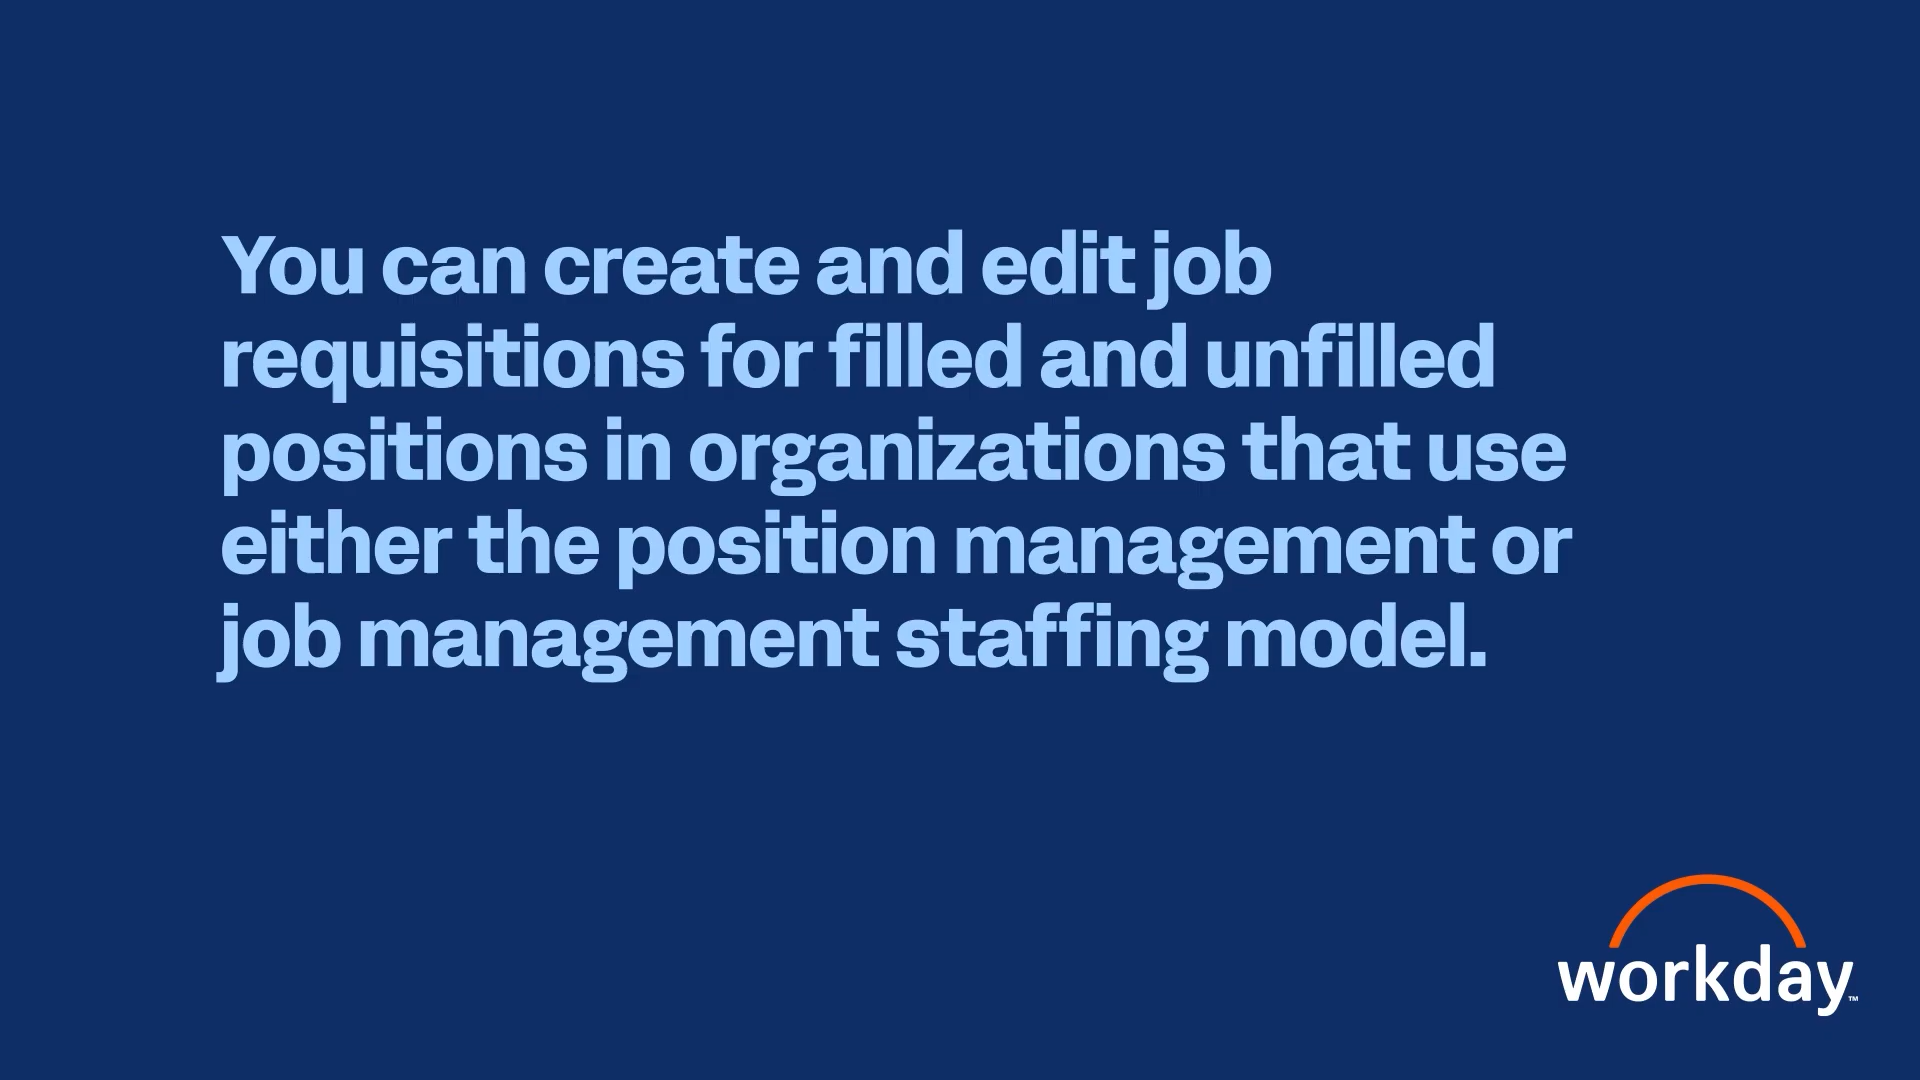 You can create and edit job
requisitions for filled and unfilled
positions in organizations that use
either the position management or
job management staffing model.
workday™